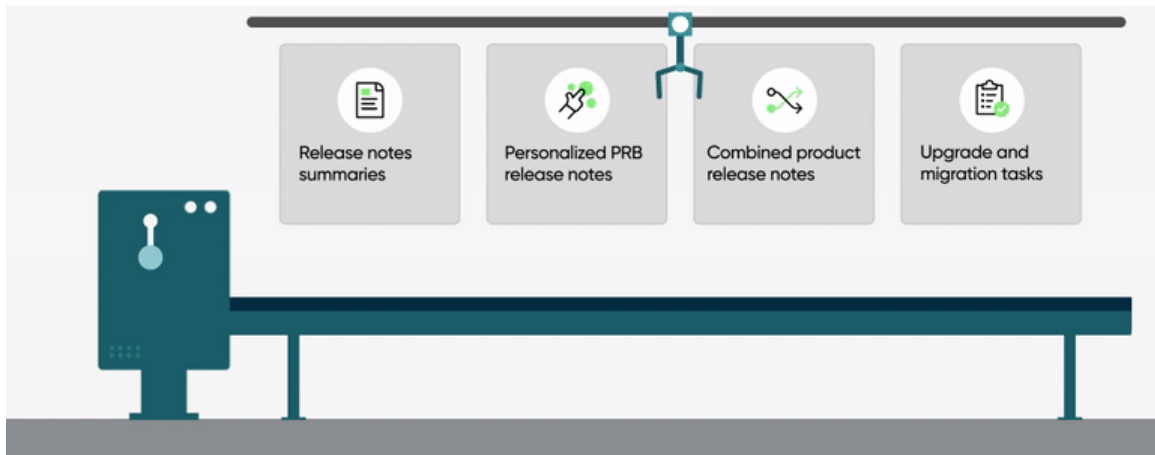 Release notes
summaries
Personalized PRB
release notes
Combined product
release notes
Upgrade and
migration tasks